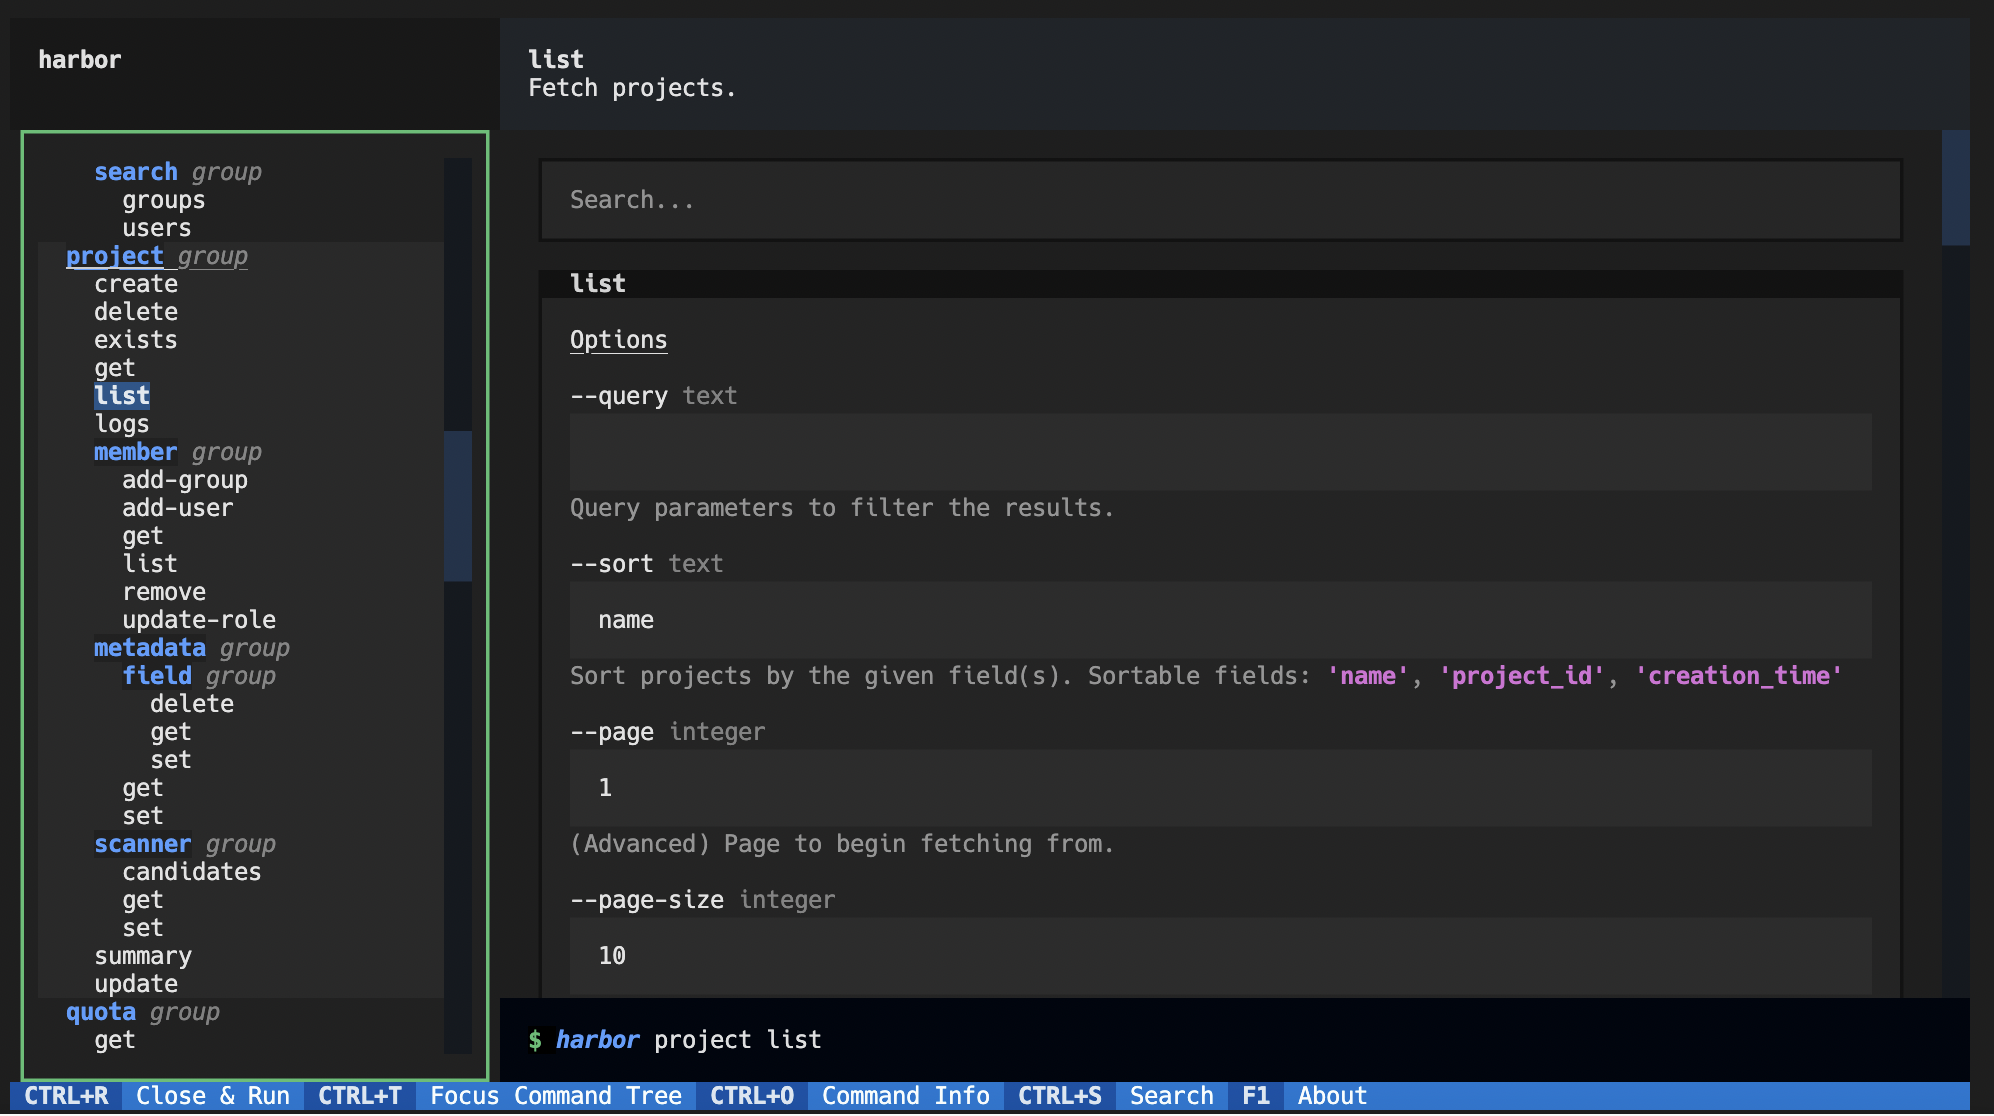 harbor
search group
groups
users
project group
create
delete
exists
get
list
logs
member group
add-group
add-user
get
list
remove
update-role
metadata group
field group
delete
get
set
get
set
scanner group
candidates
get
set
summary
update
quota group
get
list
Fetch projects.
Search...
list
Options
--query text
Query parameters to filter the results.
--sort text
name
Sort projects by the given field(s). Sortable fields: 'name', 'project_id', 'creation_time'
--page integer
1
(Advanced) Page to begin fetching from.
--page-size integer
10
$ harbor project list
CTRL+R Close & Run CTRL+T Focus Command Tree CTRL+O Command Info CTRL+S Search F1 About